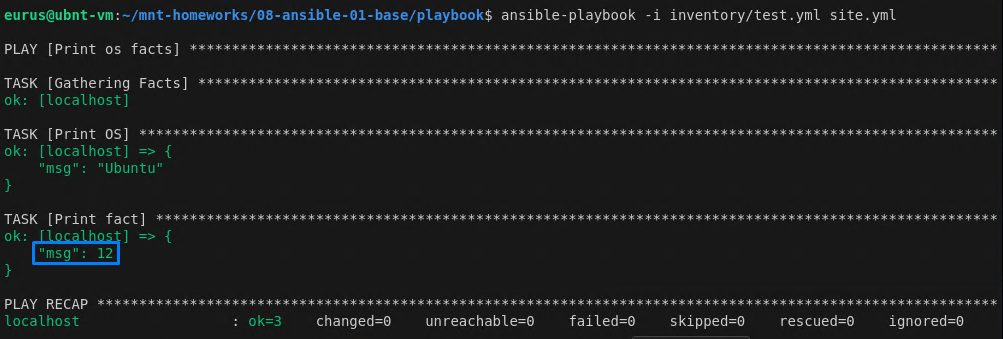 eurus@ubnt-vm:~/mnt-homeworks/08-ansible-01-base/playbook$ ansible-playbook -i inventory/test.yml site.yml
PLAY [Print os facts] ************************************************************************************************
TASK [Gathering Facts] ***********************************************************************************************
ok: [localhost]
TASK [Print OS] ******************************************************************************************************
ok: [localhost] => {
    "msg": "Ubuntu"
}
TASK [Print fact] ****************************************************************************************************
ok: [localhost] => {
    "msg": 12
}
PLAY RECAP ***********************************************************************************************************
localhost                  : ok=3    changed=0    unreachable=0    failed=0    skipped=0    rescued=0    ignored=0